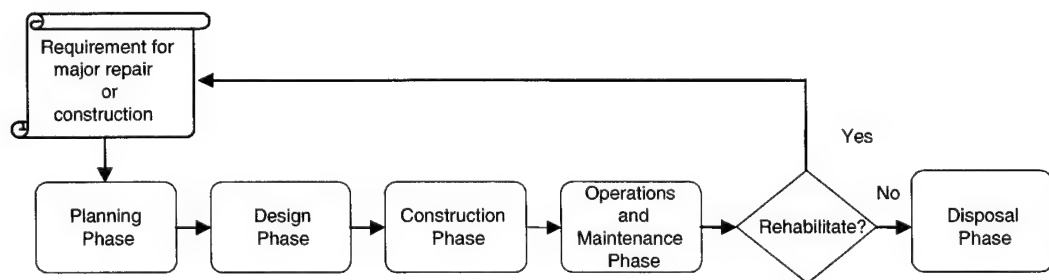 Requirement for
major repair
or
construction
Yes
Planning
Phase
Design
Phase
Construction
Phase
Operations
and
Maintenance
Phase
Rehabilitate?
No
Disposal
Phase